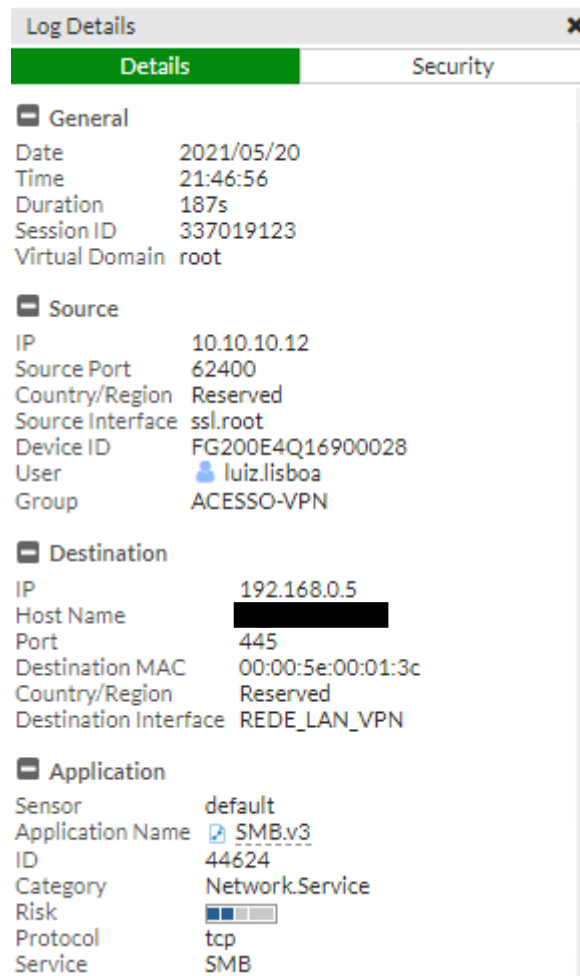 Log Details
Details Security
General
Date 2021/05/20
Time 21:46:56
Duration 187s
Session ID 337019123
Virtual Domain root
Source
IP 10.10.10.12
Source Port 62400
Country/Region Reserved
Source Interface ssl.root
Device ID FG200E4Q16900028
User luiz.lisboa
Group ACESSO-VPN
Destination
IP 192.168.0.5
Host Name
Port 445
Destination MAC 00:00:5e:00:01:3c
Country/Region Reserved
Destination Interface REDE_LAN_VPN
Application
Sensor default
Application Name SMB.v3
ID 44624
Category Network.Service
Risk
Protocol tcp
Service SMB